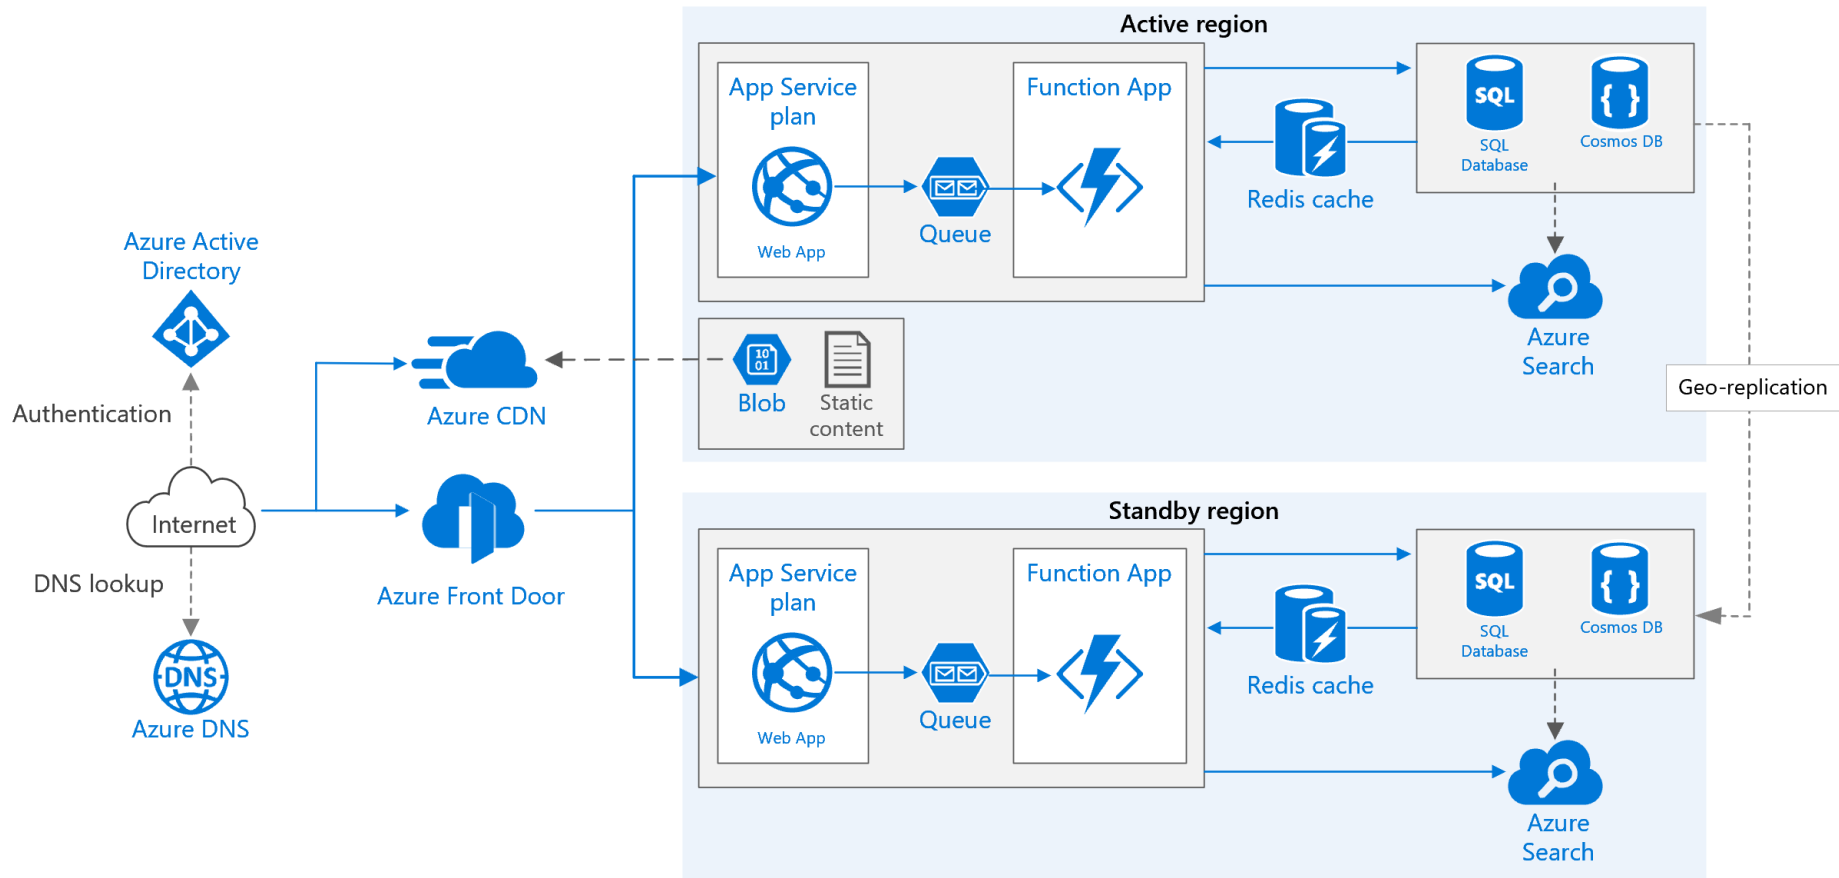 Active region
App Service
plan
Web App
Queue
Function App
Redis cache
SQL
SQL
Database
{ }
Cosmos DB
Azure
Search
Azure Active
Directory
Authentication
Internet
DNS lookup
DNS
Azure DNS
Azure CDN
Azure Front Door
10
01
Blob
Static
content
Geo-replication
Standby region
App Service
plan
Web App
Queue
Function App
Redis cache
SQL
SQL
Database
{ }
Cosmos DB
Azure
Search